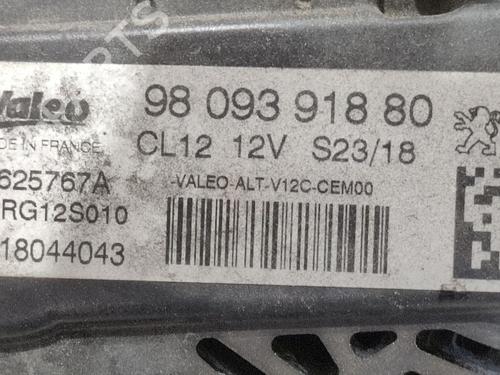 Valeo
98 093 918 80
DE IN FRANCE
CL12 12V S23/18
625767A
-VALEO-ALT-V12C-CEM00
RG12S010
18044043